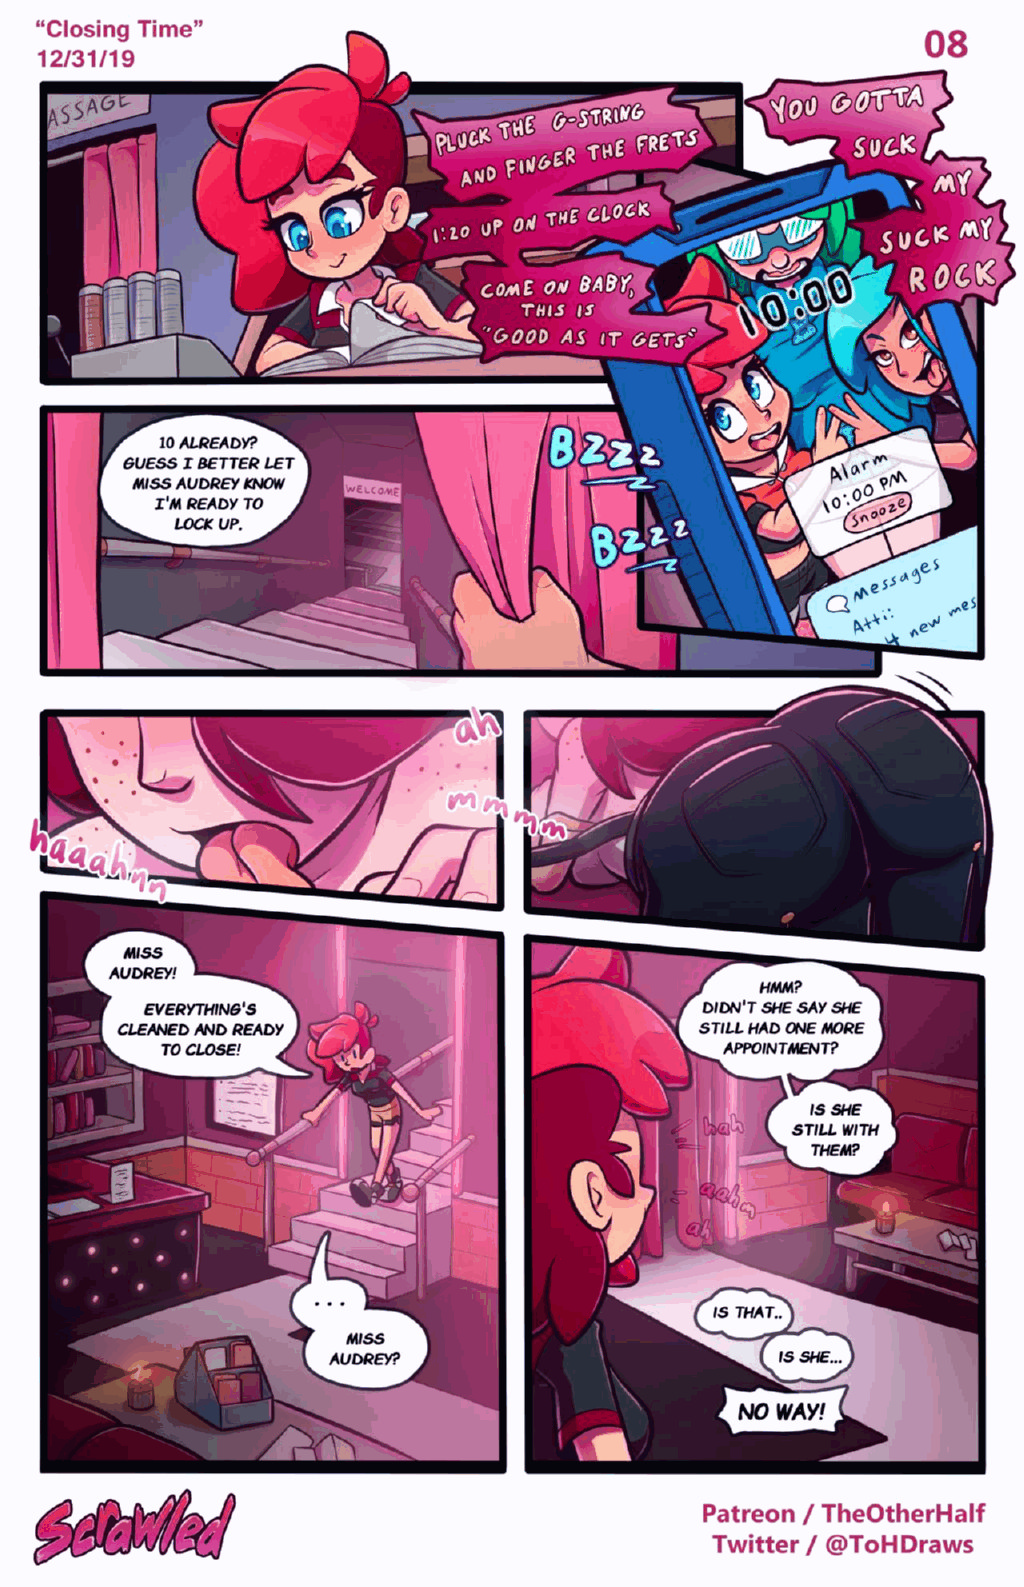 “Closing Time”
12/31/19
08
ASSAGE
PLUCK THE G-STRING
AND FINGER THE FRETS
1:20 UP ON THE CLOCK
COME ON BABY,
THIS IS
"GOOD AS IT GETS"
YOU GOTTA
SUCK
MY
SUCK MY
ROCK
10:00
Alarm
10:00 PM
Snooze
Messages
Atti:
4 new mes
10 ALREADY?
GUESS I BETTER LET
MISS AUDREY KNOW
I'M READY TO
LOCK UP.
WELCOME
BZZZ
BZZZ
ah
mmmm
haaahnn
MISS
AUDREY!
EVERYTHING'S
CLEANED AND READY
TO CLOSE!
...
MISS
AUDREY?
HMM?
DIDN'T SHE SAY SHE
STILL HAD ONE MORE
APPOINTMENT?
IS SHE
STILL WITH
THEM?
hah
aahm
ah
IS THAT..
IS SHE...
NO WAY!
Scrawled
Patreon / TheOtherHalf
Twitter / @ToHDraws